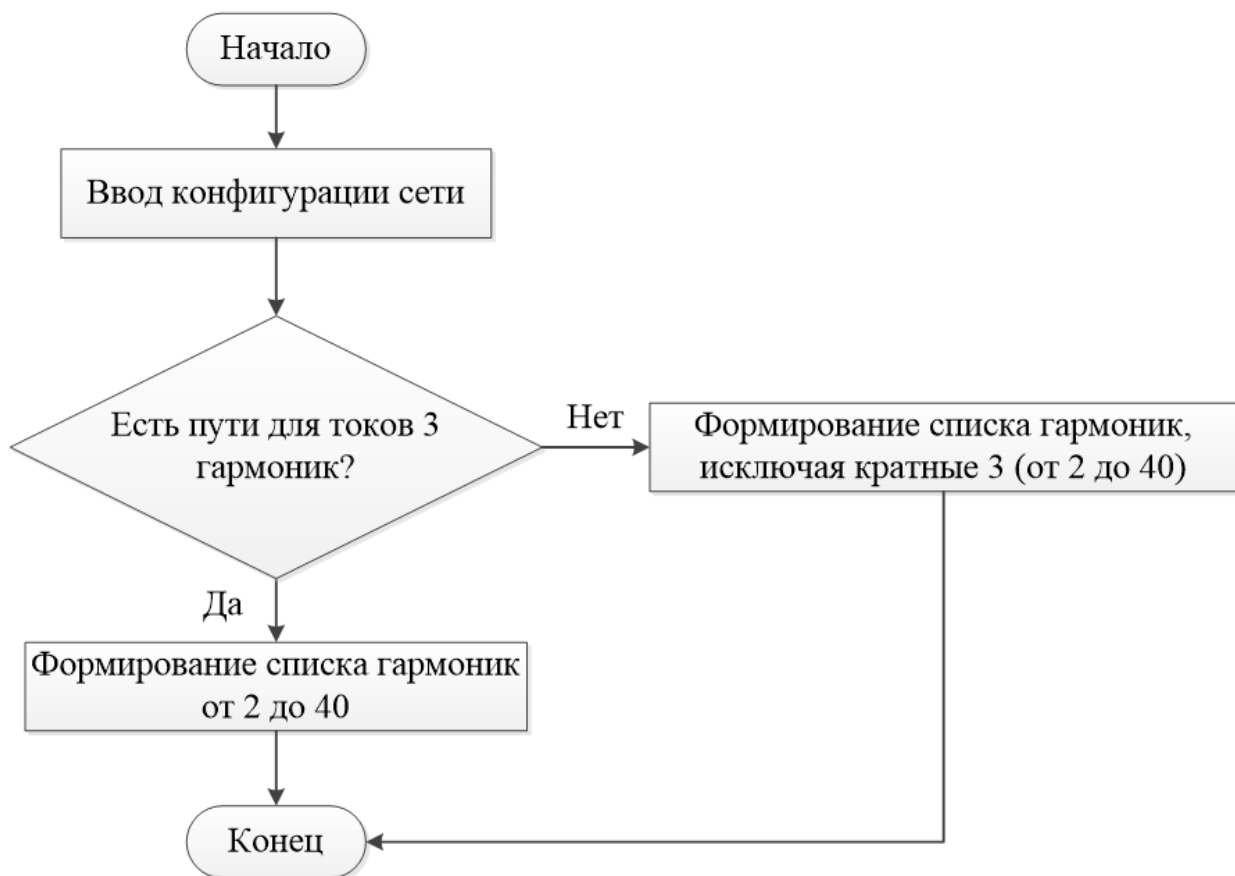 Начало
Ввод конфигурации сети
Есть пути для токов 3
гармоник?
Нет
Формирование списка гармоник,
исключая кратные 3 (от 2 до 40)
Да
Формирование списка гармоник
от 2 до 40
Конец